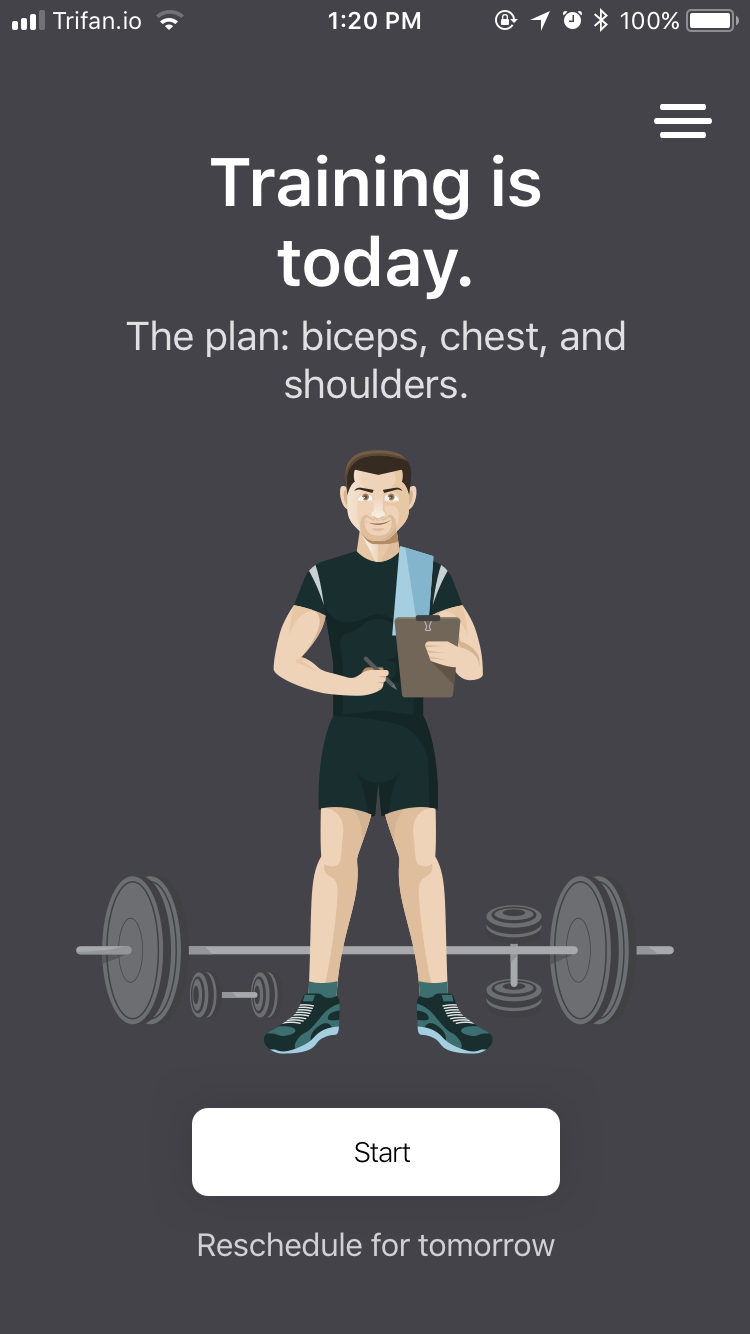 Trifan.io 1:20 PM 100%
Training is
today.
The plan: biceps, chest, and
shoulders.
Start
Reschedule for tomorrow